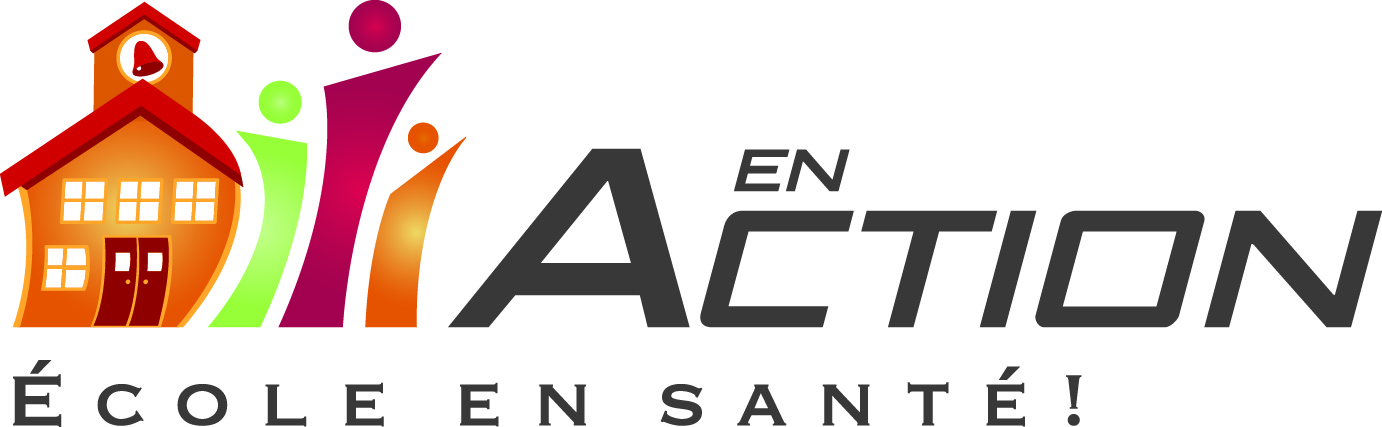 EN
ACTION
ÉCOLE EN SANTÉ !